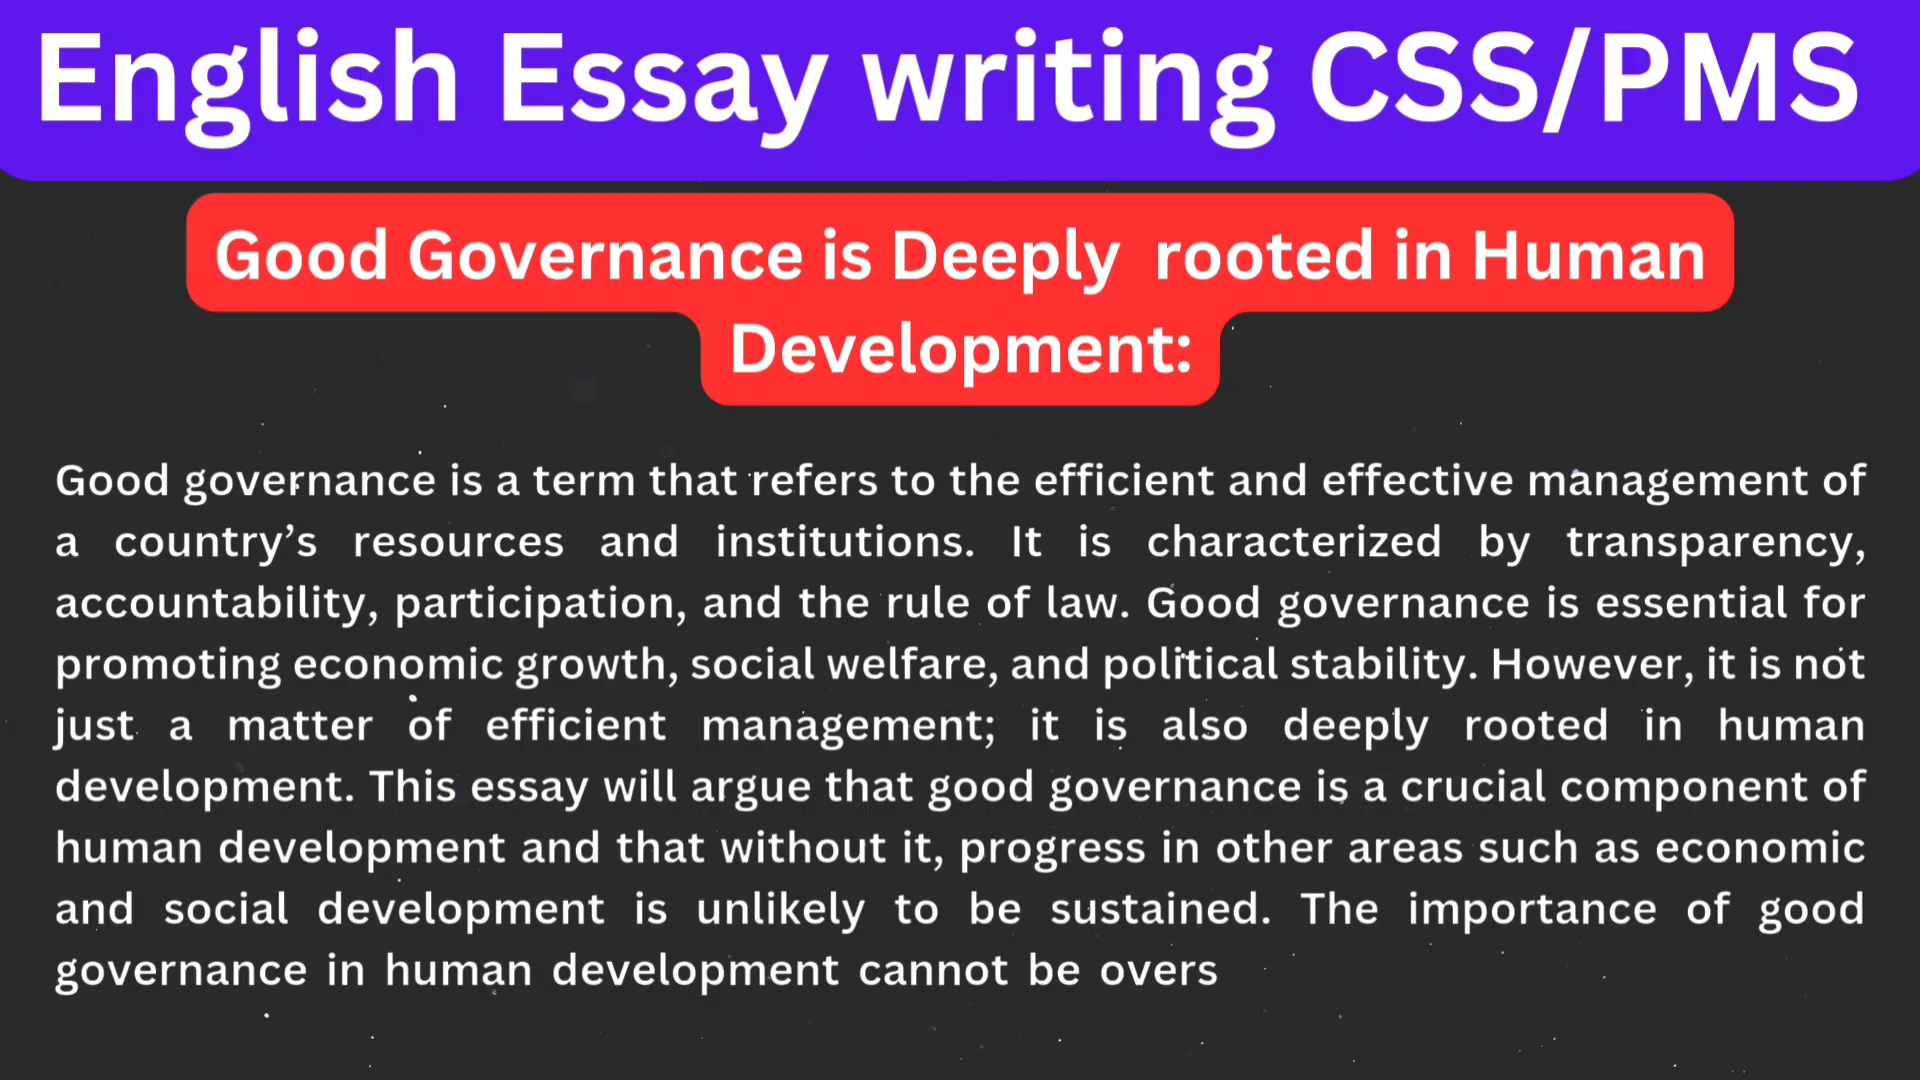 English Essay writing CSS/PMS
Good Governance is Deeply rooted in Human
Development:
Good governance is a term that refers to the efficient and effective management of
a country’s resources and institutions. It is characterized by transparency,
accountability, participation, and the rule of law. Good governance is essential for
promoting economic growth, social welfare, and political stability. However, it is not
just a matter of efficient management; it is also deeply rooted in human
development. This essay will argue that good governance is a crucial component of
human development and that without it, progress in other areas such as economic
and social development is unlikely to be sustained. The importance of good
governance in human development cannot be overs